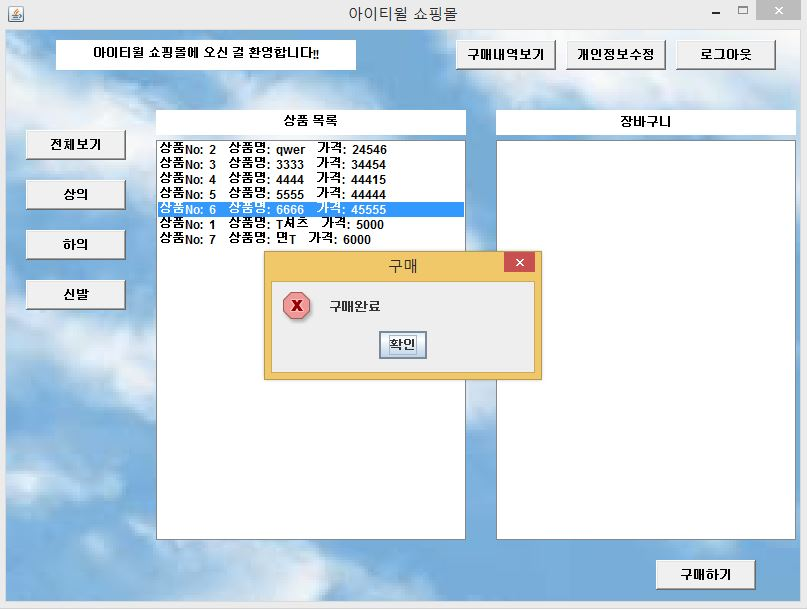 아이티윌 쇼핑몰
아이티윌 쇼핑몰에 오신 걸 환영합니다!!
구매내역보기
개인정보수정
로그아웃
상품 목록
장바구니
전체보기
상의
하의
신발
상품No: 2 상품명: qwer 가격: 24546
상품No: 3 상품명: 3333 가격: 34454
상품No: 4 상품명: 4444 가격: 44415
상품No: 5 상품명: 5555 가격: 44444
상품No: 6 상품명: 6666 가격: 45555
상품No: 1 상품명: T셔츠 가격: 5000
상품No: 7 상품명: 면T 가격: 6000
구매
구매완료
확인
구매하기